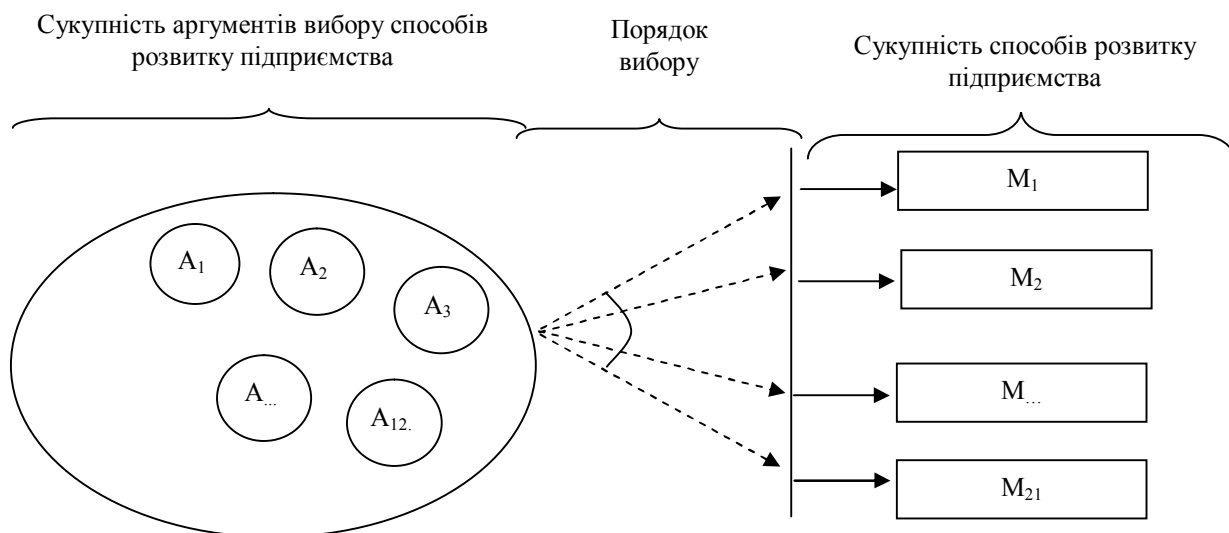 Сукупність аргументів вибору способів
розвитку підприємства
Порядок
вибору
Сукупність способів розвитку
підприємства
A₁
A₂
A₃
A...
A₁₂.
M₁
M₂
M...
M₂₁